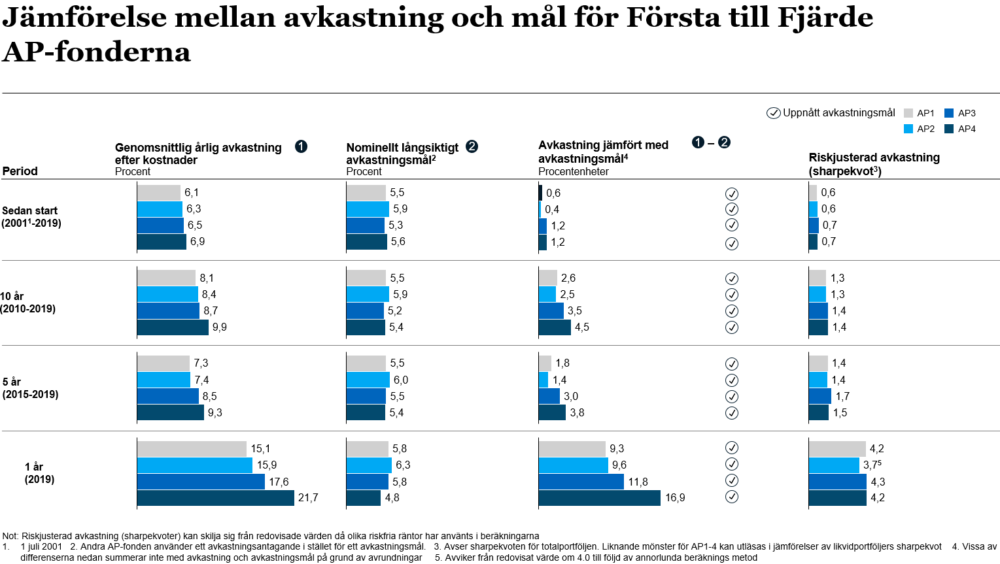 Jämförelse mellan avkastning och mål för Första till Fjärde
AP-fonderna
Uppnått avkastningsmål
AP1 AP3
AP2 AP4
Period
Genomsnittlig årlig avkastning 1
efter kostnader
Procent
Nominellt långsiktigt 2
avkastningsmål²
Procent
Avkastning jämfört med 1 – 2
avkastningsmål⁴
Procentenheter
Riskjusterad avkastning
(sharpekvot³)
Sedan start
(2001¹-2019)
6,1 5,5 0,6 0,6
6,3 5,9 0,4 0,6
6,5 5,3 1,2 0,7
6,9 5,6 1,2 0,7
10 år
(2010-2019)
8,1 5,5 2,6 1,3
8,4 5,9 2,5 1,3
8,7 5,2 3,5 1,4
9,9 5,4 4,5 1,4
5 år
(2015-2019)
7,3 5,5 1,8 1,4
7,4 6,0 1,4 1,4
8,5 5,5 3,0 1,7
9,3 5,4 3,8 1,5
1 år
(2019)
15,1 5,8 9,3 4,2
15,9 6,3 9,6 3,7⁵
17,6 5,8 11,8 4,3
21,7 4,8 16,9 4,2
Not: Riskjusterad avkastning (sharpekvoter) kan skilja sig från redovisade värden då olika riskfria räntor har använts i beräkningarna
1. 1 juli 2001 2. Andra AP-fonden använder ett avkastningsantagande i stället för ett avkastningsmål. 3. Avser sharpekvoten för totalportföljen. Liknande mönster för AP1-4 kan utläsas i jämförelser av likvidportföljers sharpekvot 4. Vissa av
differenserna nedan summerar inte med avkastning och avkastningsmål på grund av avrundningar 5. Avviker från redovisat värde om 4.0 till följd av annorlunda beräknings metod